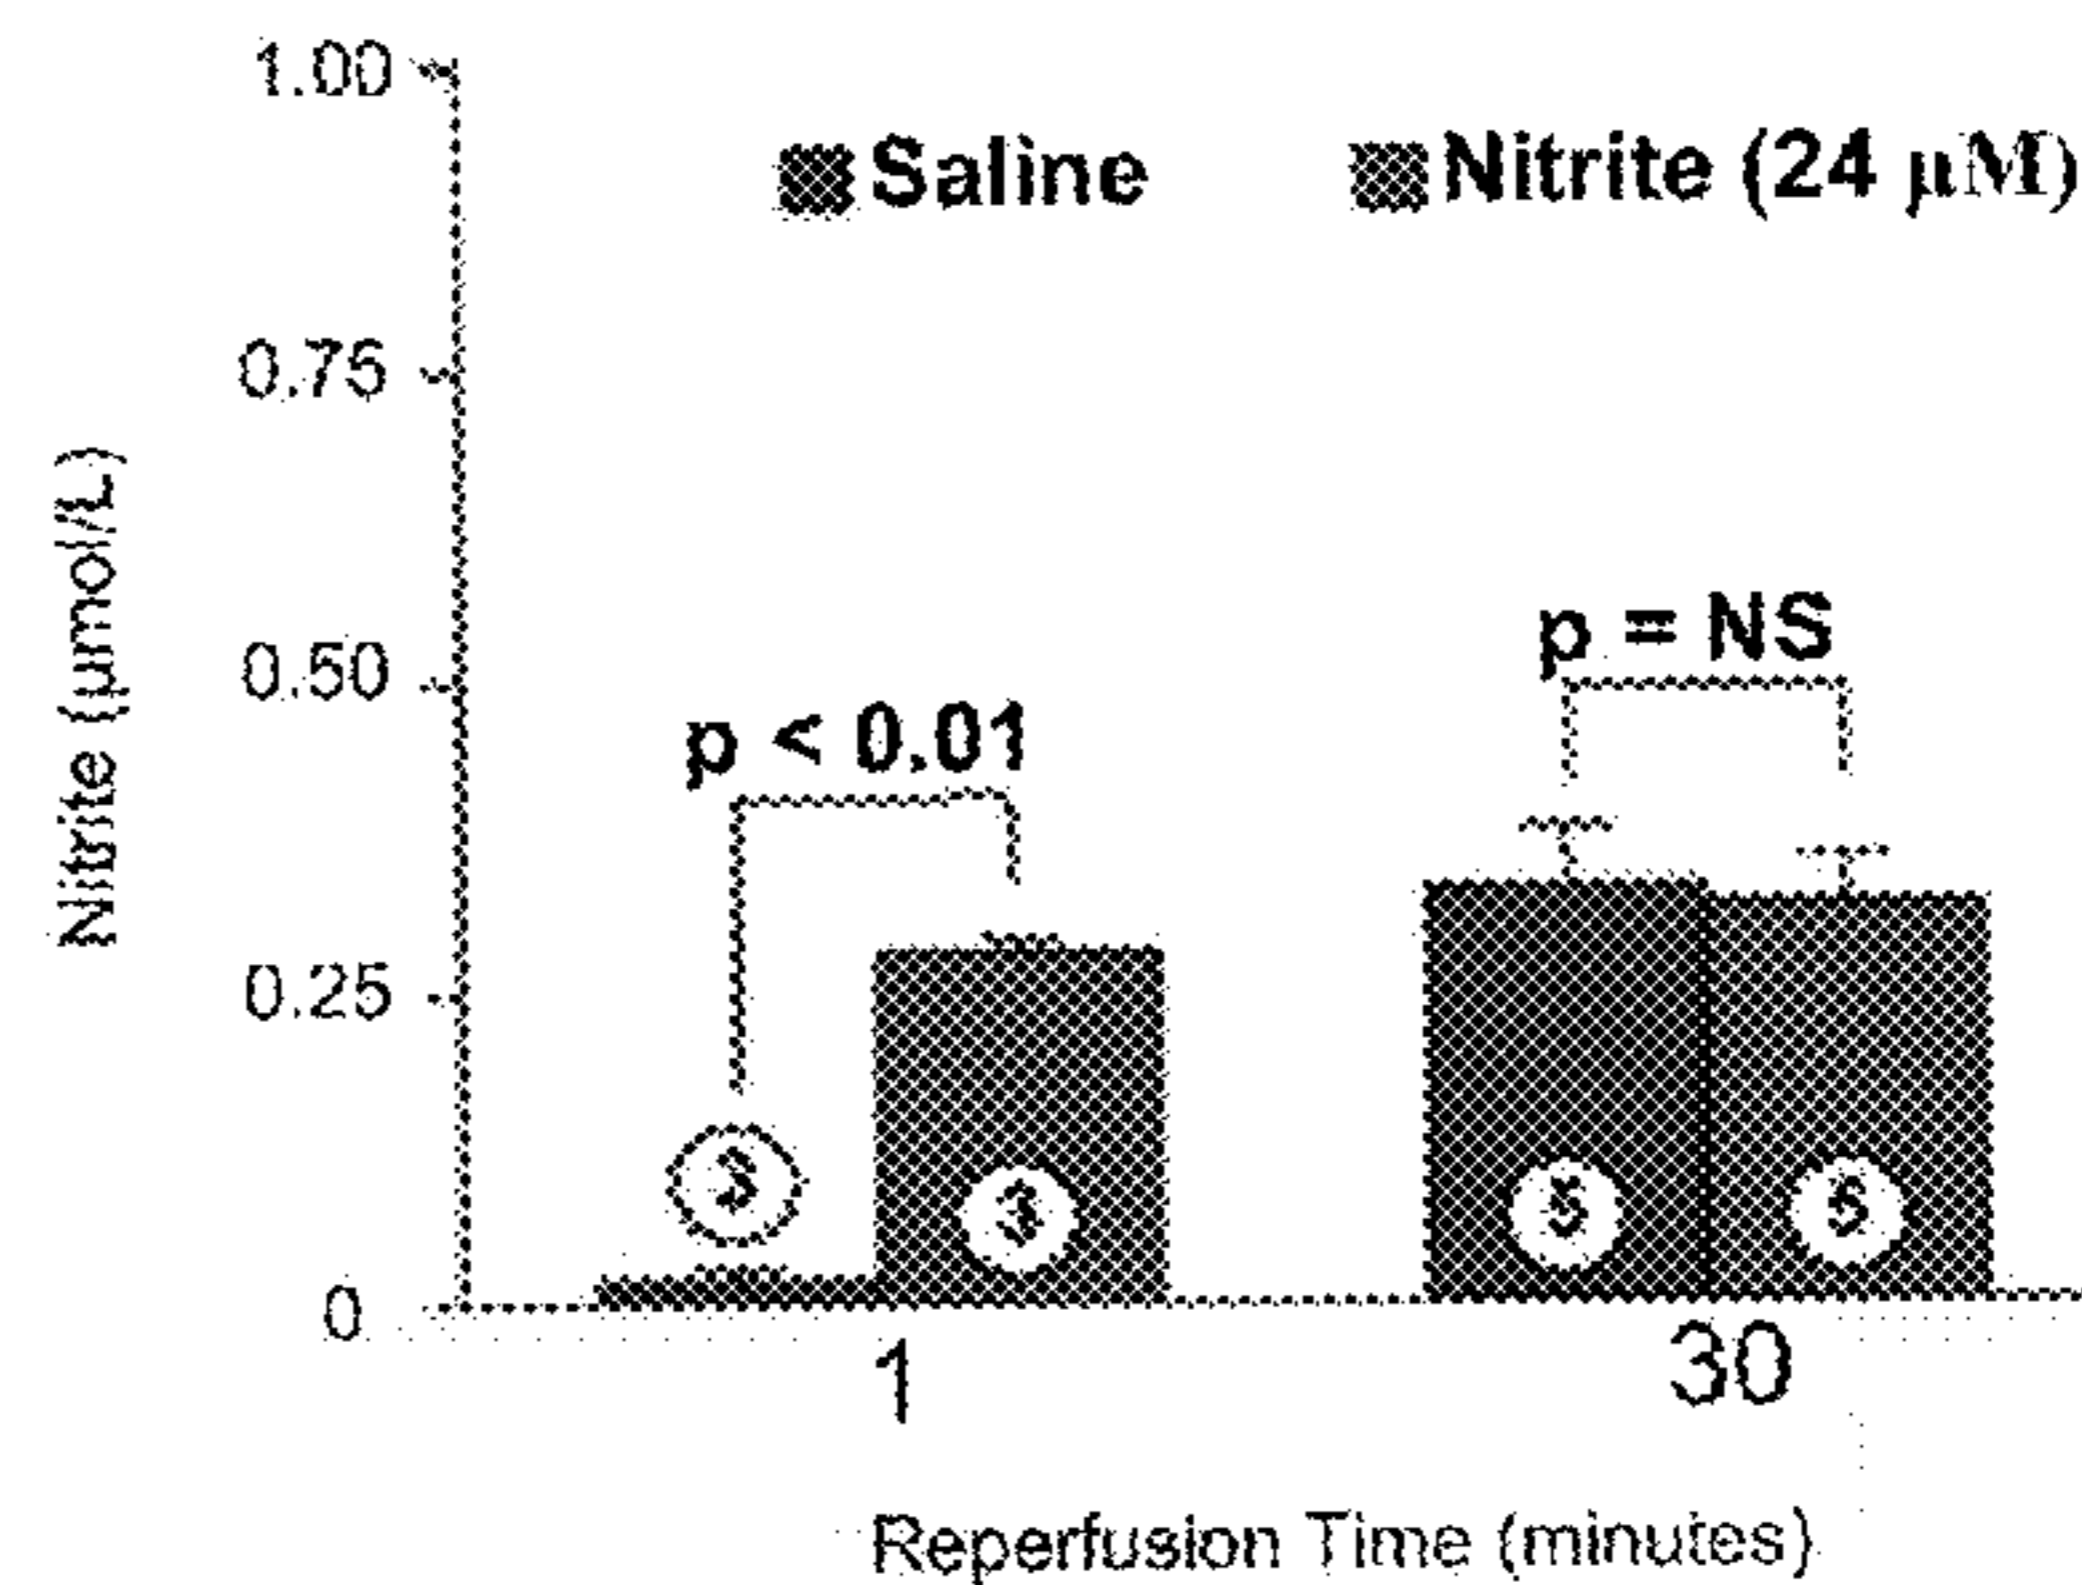 1.00
Saline
Nitrite (24 μM)
0.75
Nitrite (μmol/L)
p = NS
0.50
p < 0.01
0.25
3
3
5
5
0
1
30
Reperfusion Time (minutes)